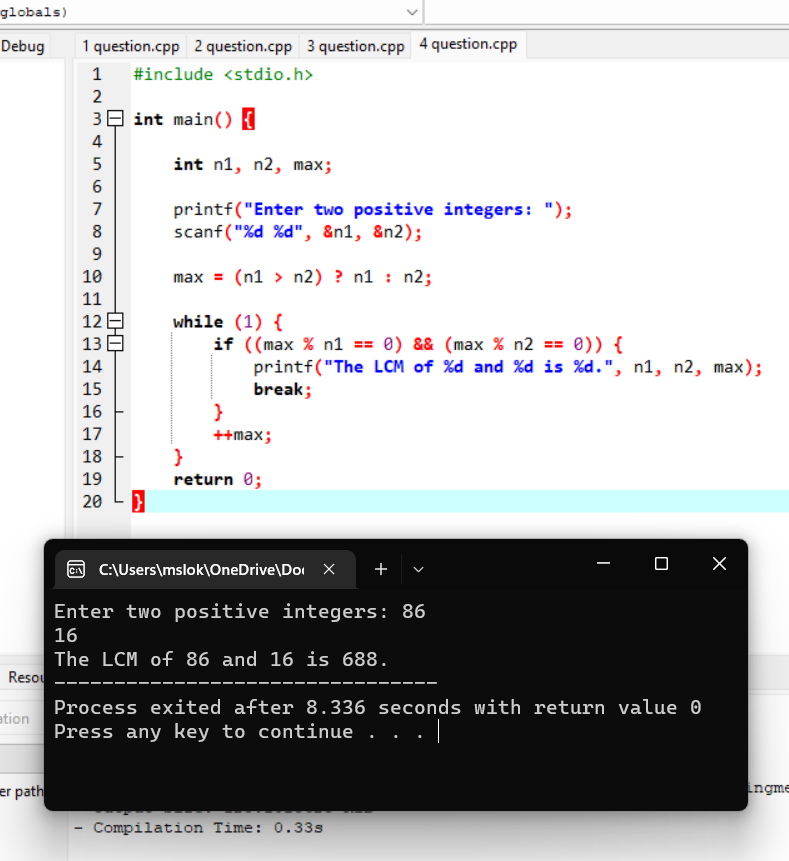 globals)
Debug
1 question.cpp 2 question.cpp 3 question.cpp 4 question.cpp
1 #include <stdio.h>
2
3 int main() {
4
5 int n1, n2, max;
6
7 printf("Enter two positive integers: ");
8 scanf("%d %d", &n1, &n2);
9
10 max = (n1 > n2) ? n1 : n2;
11
12 while (1) {
13 if ((max % n1 == 0) && (max % n2 == 0)) {
14 printf("The LCM of %d and %d is %d.", n1, n2, max);
15 break;
16 }
17 ++max;
18 }
19 return 0;
20 }
C:\Users\mslok\OneDrive\Do
Enter two positive integers: 86
16
The LCM of 86 and 16 is 688.
--------------------------------
Process exited after 8.336 seconds with return value 0
Press any key to continue . . .
Resou
ation
er path
ingme
- Compilation Time: 0.33s